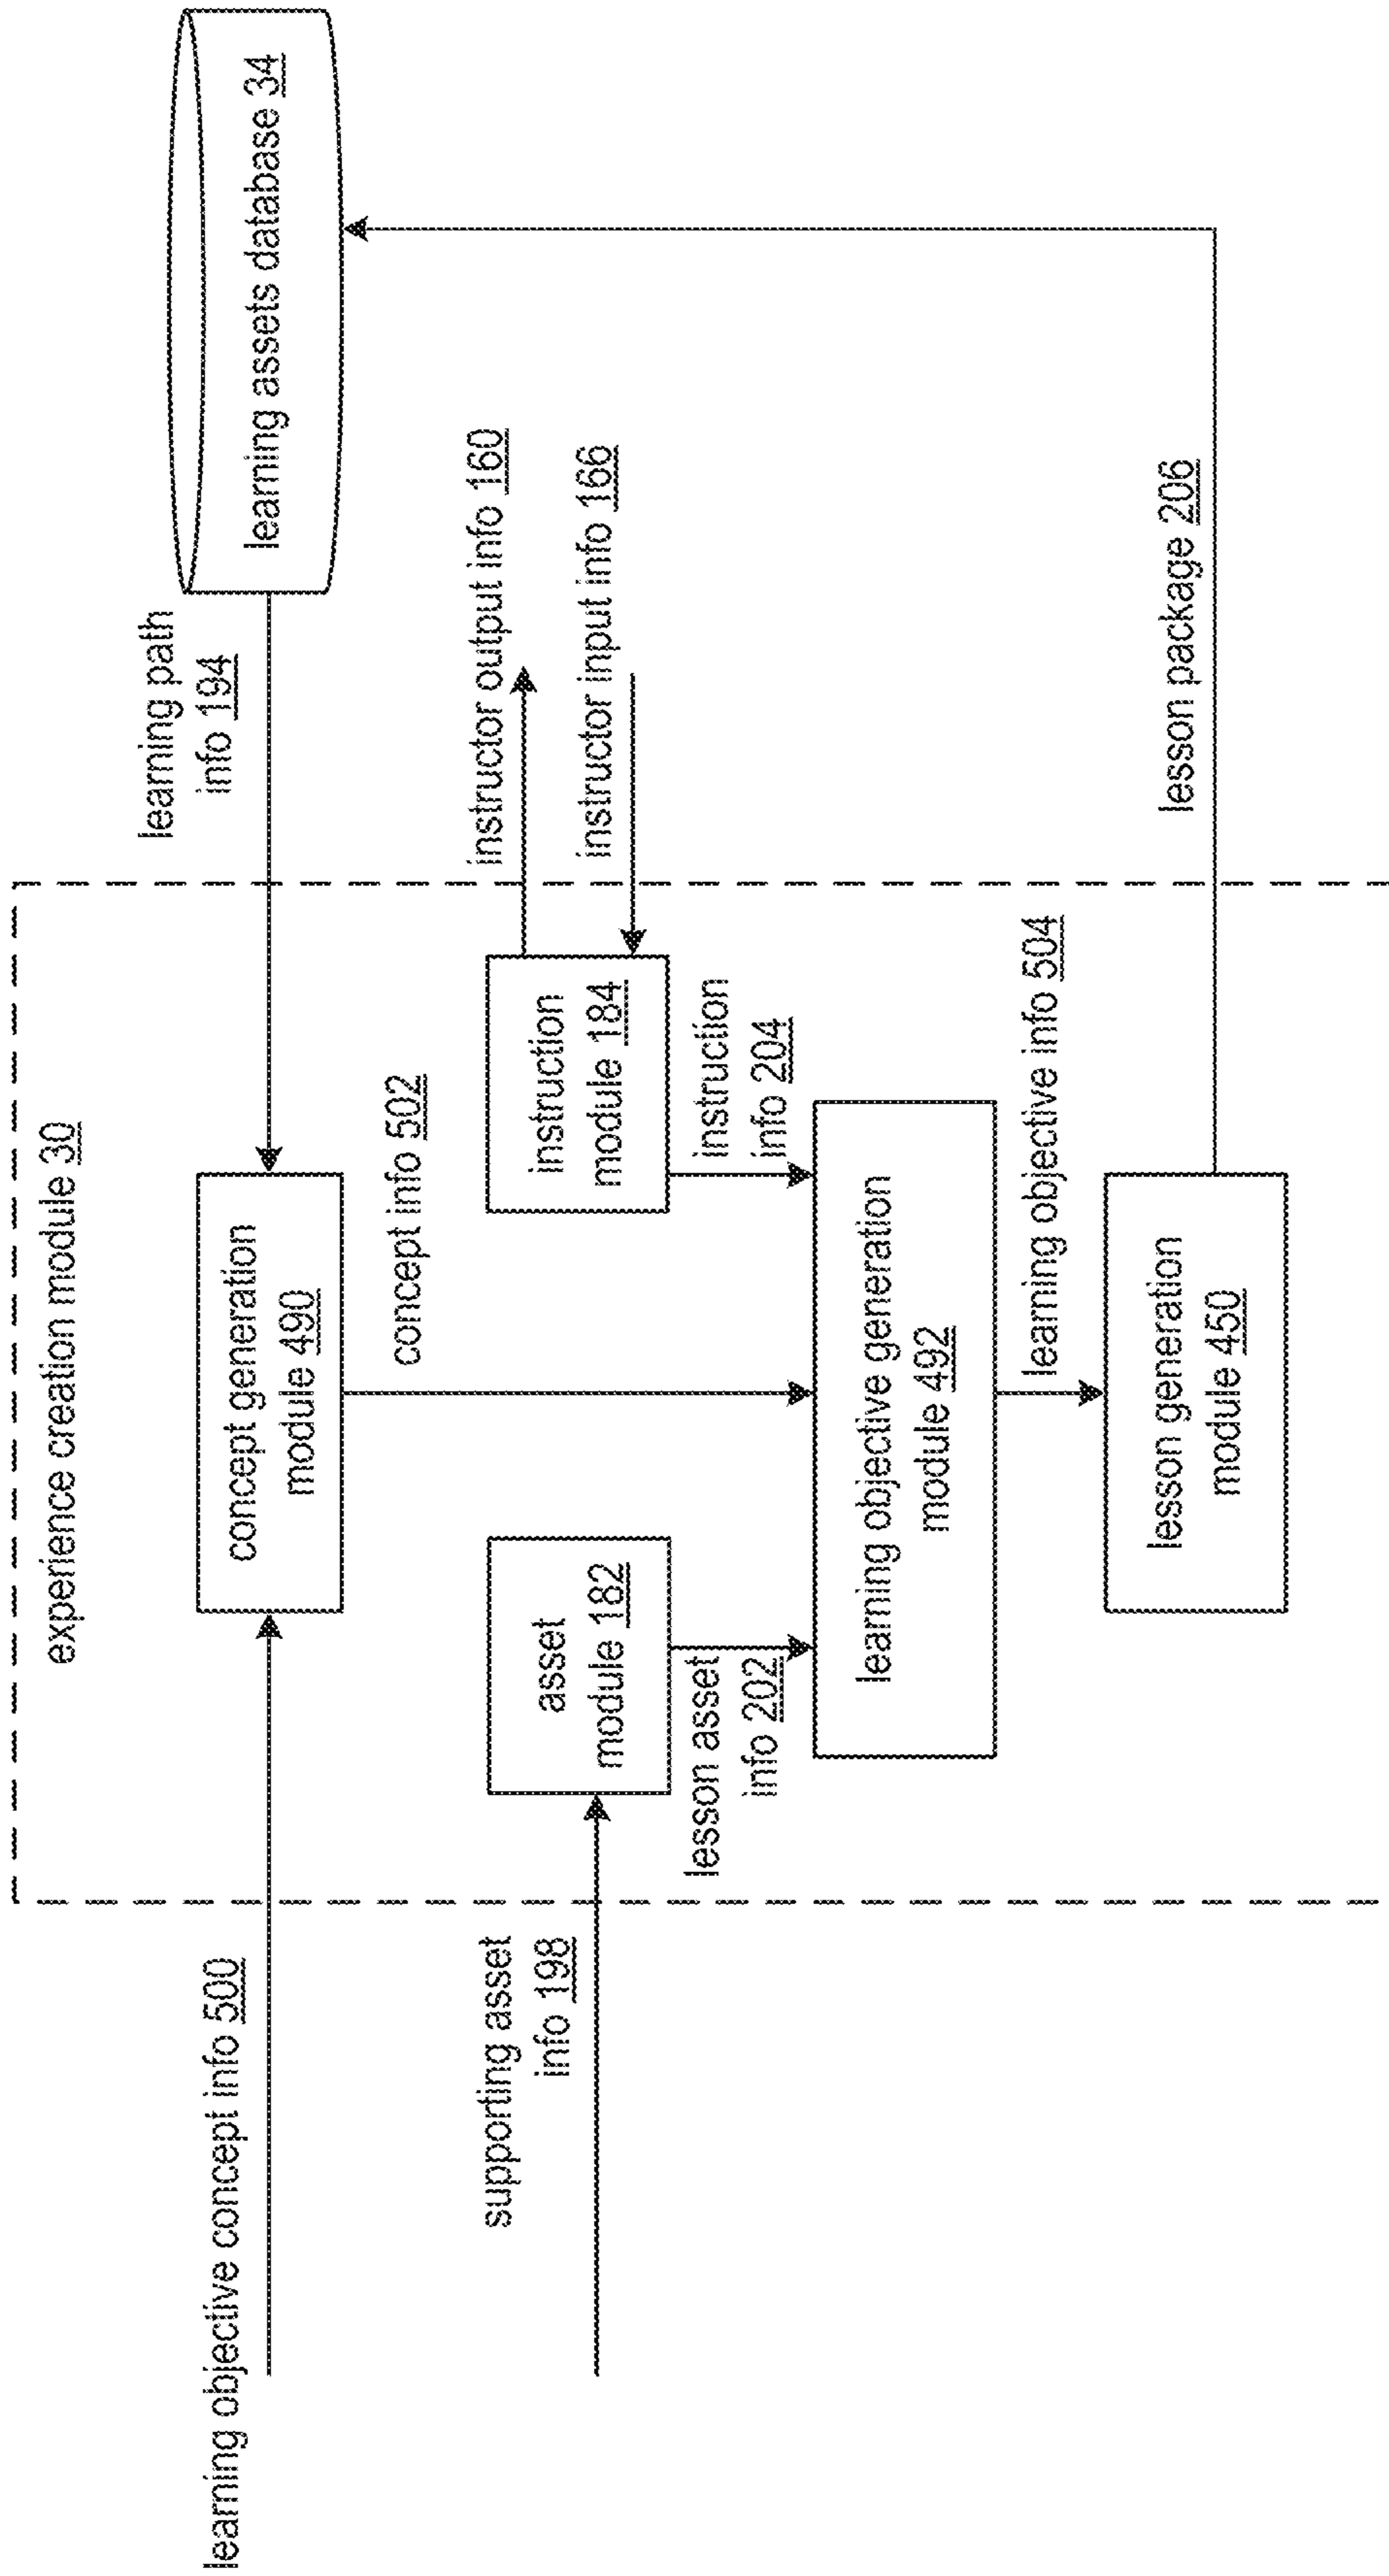 experience creation module 30
learning objective concept info 500
concept generation
module 490
learning path
info 194
learning assets database 34
concept info 502
supporting asset
info 198
asset
module 182
instruction
module 184
instructor output info 160
instructor input info 166
lesson asset
info 202
instruction
info 204
learning objective generation
module 492
learning objective info 504
lesson generation
module 450
lesson package 206